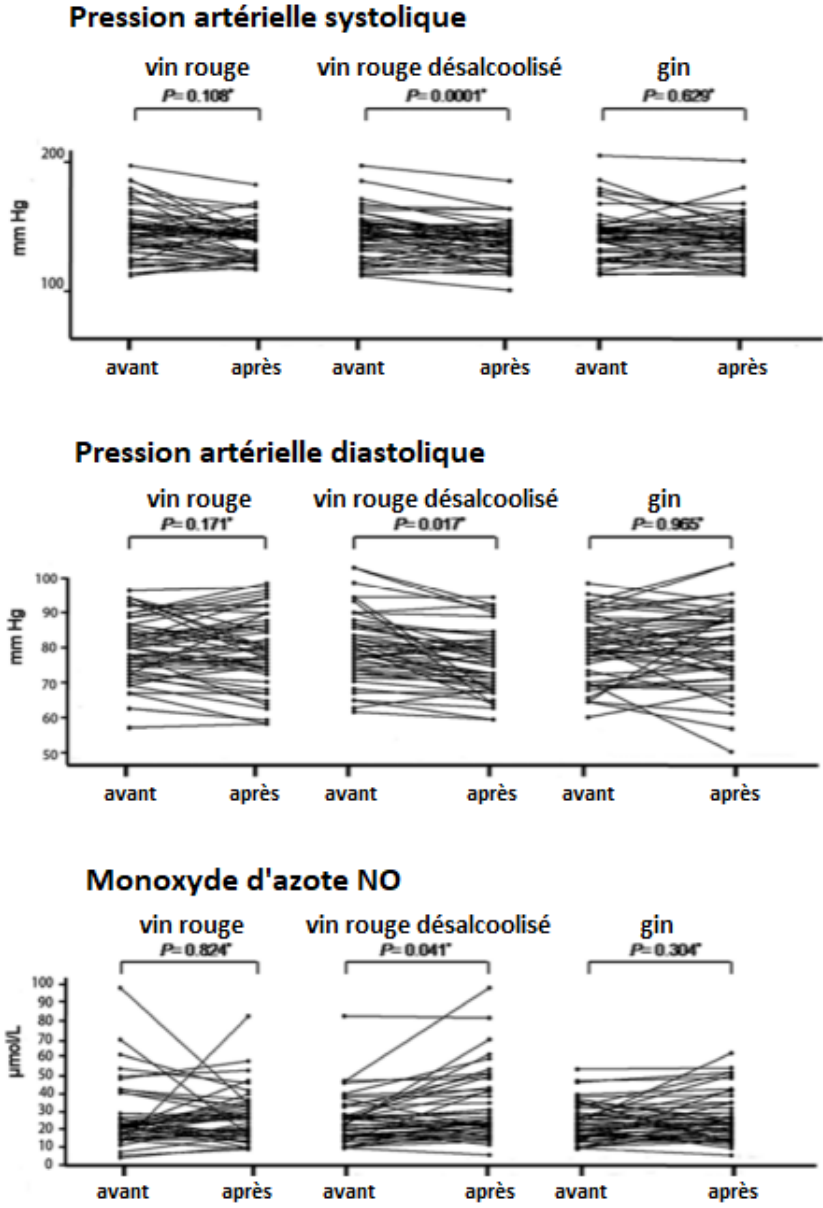 Pression artérielle systolique
vin rouge vin rouge désalcoolisé gin
P= 0.108* P= 0.0001* P= 0.629*
200
mm Hg
100
avant après avant après avant après
Pression artérielle diastolique
vin rouge vin rouge désalcoolisé gin
P= 0.171* P= 0.017* P= 0.965*
100
90
80
mm Hg
70
60
50
avant après avant après avant après
Monoxyde d'azote NO
vin rouge vin rouge désalcoolisé gin
P= 0.824* P= 0.041* P= 0.304*
100
90
80
70
60
µmol/L
50
40
30
20
10
0
avant après avant après avant après